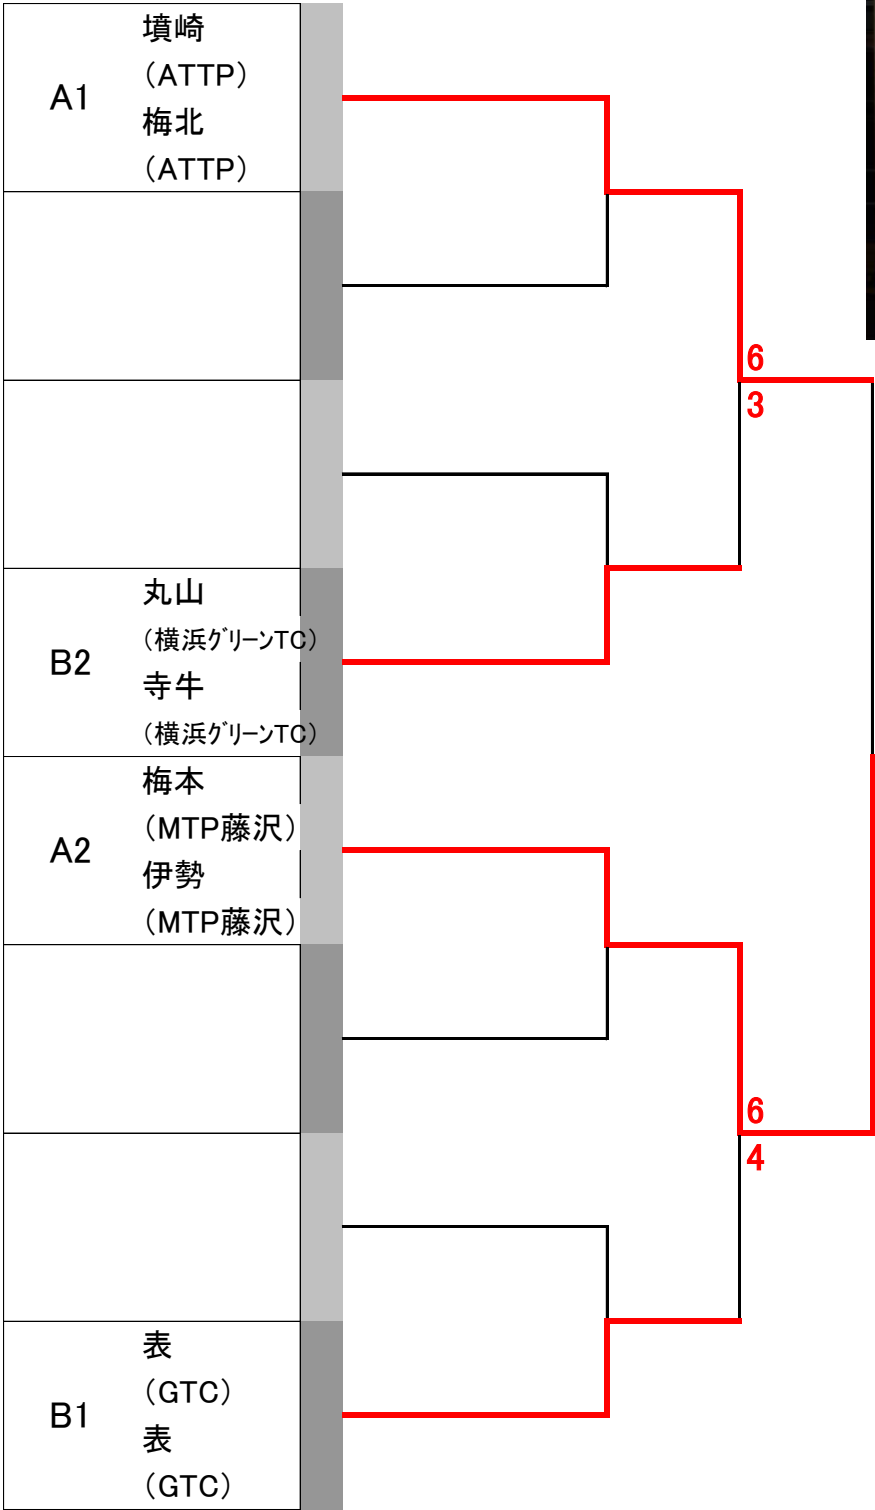 墳崎
(ATTP)
A1
梅北
(ATTP)
6
3
丸山
(横浜ｸﾞﾘｰﾝTC)
B2
寺牛
(横浜ｸﾞﾘｰﾝTC)
梅本
(MTP藤沢)
A2
伊勢
(MTP藤沢)
6
4
表
(GTC)
B1
表
(GTC)